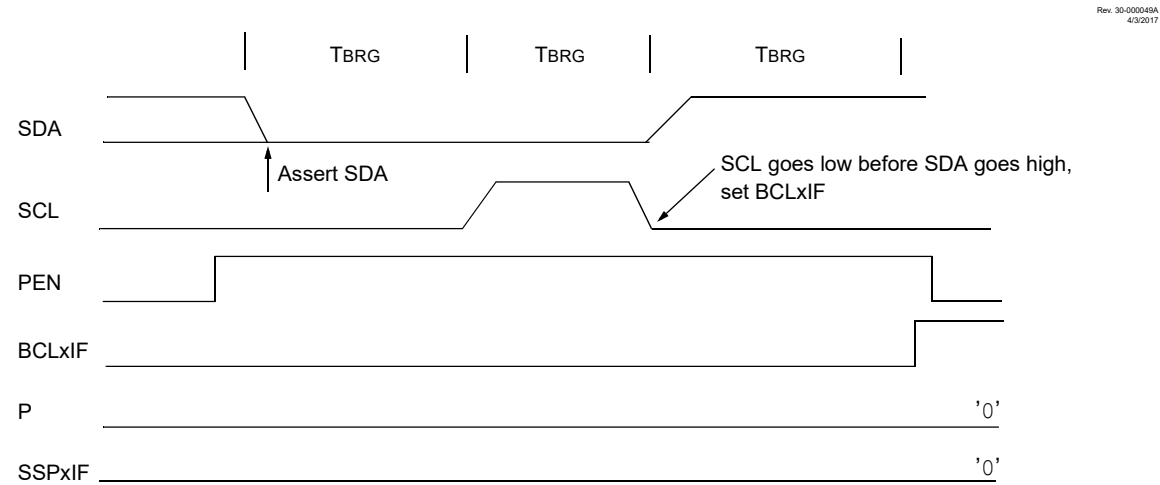 Rev. 30-000049A
4/3/2017
TBRG
TBRG
TBRG
SDA
Assert SDA
SCL goes low before SDA goes high,
set BCLxIF
SCL
PEN
BCLxIF
P
'0'
SSPxIF
'0'